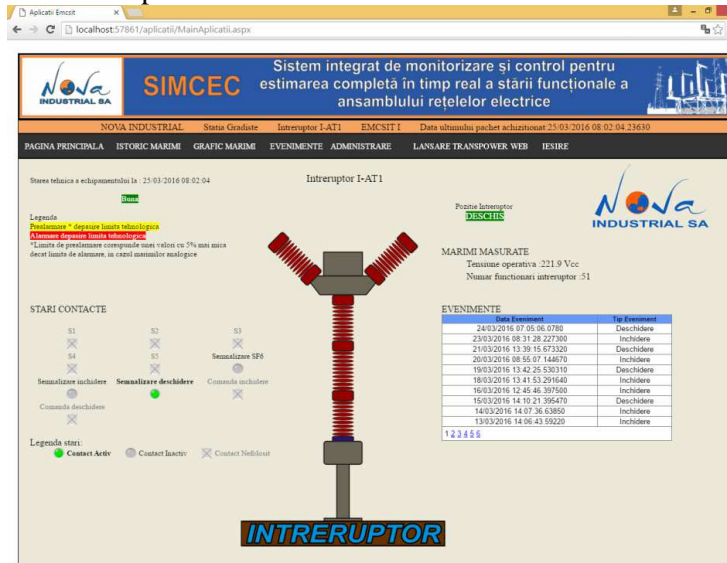 Aplicatii Emcsit
localhost:57861/aplicatii/MainAplicatii.aspx
Nova
INDUSTRIAL SA
SIMCEC
Sistem integrat de monitorizare și control pentru
estimarea completă în timp real a stării funcționale a
ansamblului rețelelor electrice
NOVA INDUSTRIAL Statia Gradiste Intreruptor I-AT1 EMCSIT I Data ultimului pachet achizitionat:25/03/2016 08:02:04.23630
PAGINA PRINCIPALA ISTORIC MARIMI GRAFIC MARIMI EVENIMENTE ADMINISTRARE LANSARE TRANSPOWER WEB IESIRE
Starea tehnica a echipamentului la : 25/03/2016 08:02:04
Buna
Legenda
Prealarmare * depasire limita tehnologica
Alarmare depasire limita tehnologica
*Limita de prealarmare corespunde unei valori cu 5% mai mica
decat limita de alarmare, in cazul marimilor analogice
Intreruptor I-AT1
Pozitie Intreruptor
DESCHIS
Nova
INDUSTRIAL SA
MARIMI MASURATE
Tensiune operativa :221.9 Vcc
Numar functionari intreruptor :51
STARI CONTACTE
S1 S2 S3
S4 S5 Semnalizare SF6
Semnalizare inchidere Semnalizare deschidere Comanda inchidere
Comanda deschidere
Legenda stari:
Contact Activ Contact Inactiv Contact Nefolosit
EVENIMENTE
Data Eveniment Tip Eveniment
24/03/2016 07:05:06.0780 Deschidere
23/03/2016 08:31:28.227300 Inchidere
21/03/2016 13:39:15.673320 Deschidere
20/03/2016 08:55:07.144670 Inchidere
19/03/2016 13:42:25.530310 Deschidere
18/03/2016 13:41:53.291640 Inchidere
16/03/2016 12:45:46.397500 Inchidere
15/03/2016 14:10:21.395470 Deschidere
14/03/2016 14:07:36.63850 Inchidere
13/03/2016 14:06:43.59220 Inchidere
1 2 3 4 5 6
INTRERUPTOR